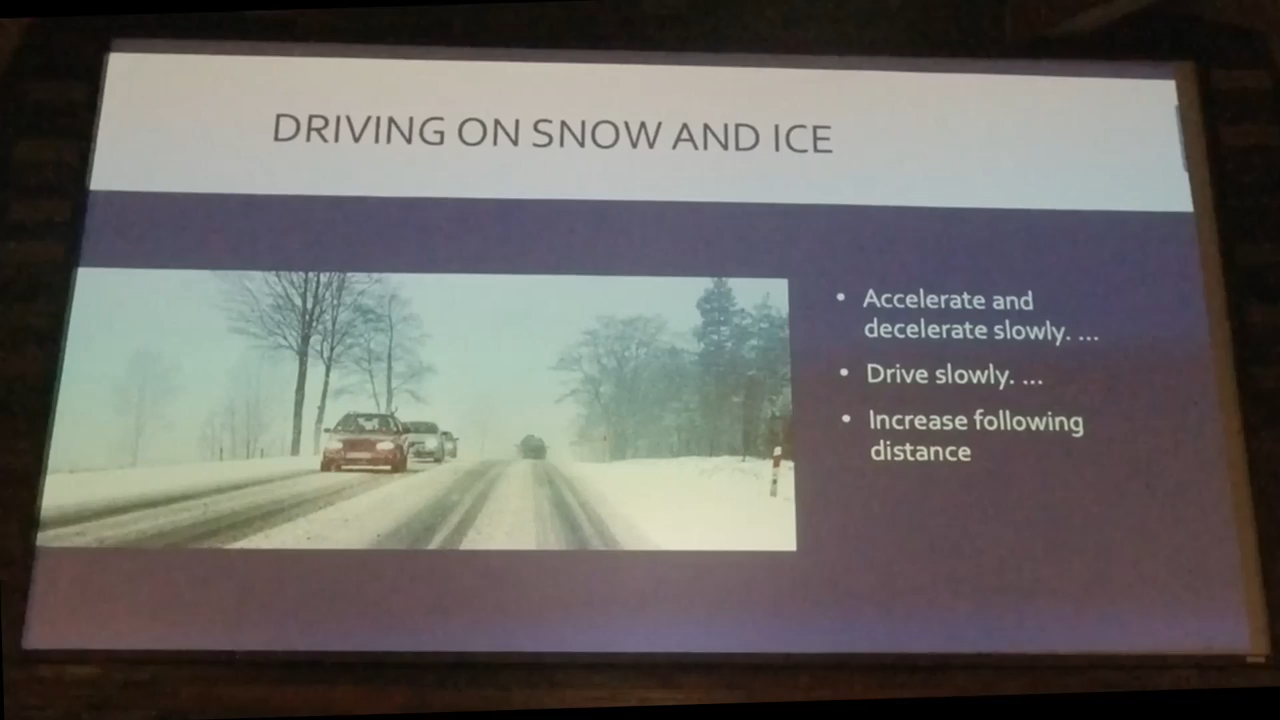 DRIVING ON SNOW AND ICE
• Accelerate and
decelerate slowly. ...
• Drive slowly. ...
• Increase following
distance